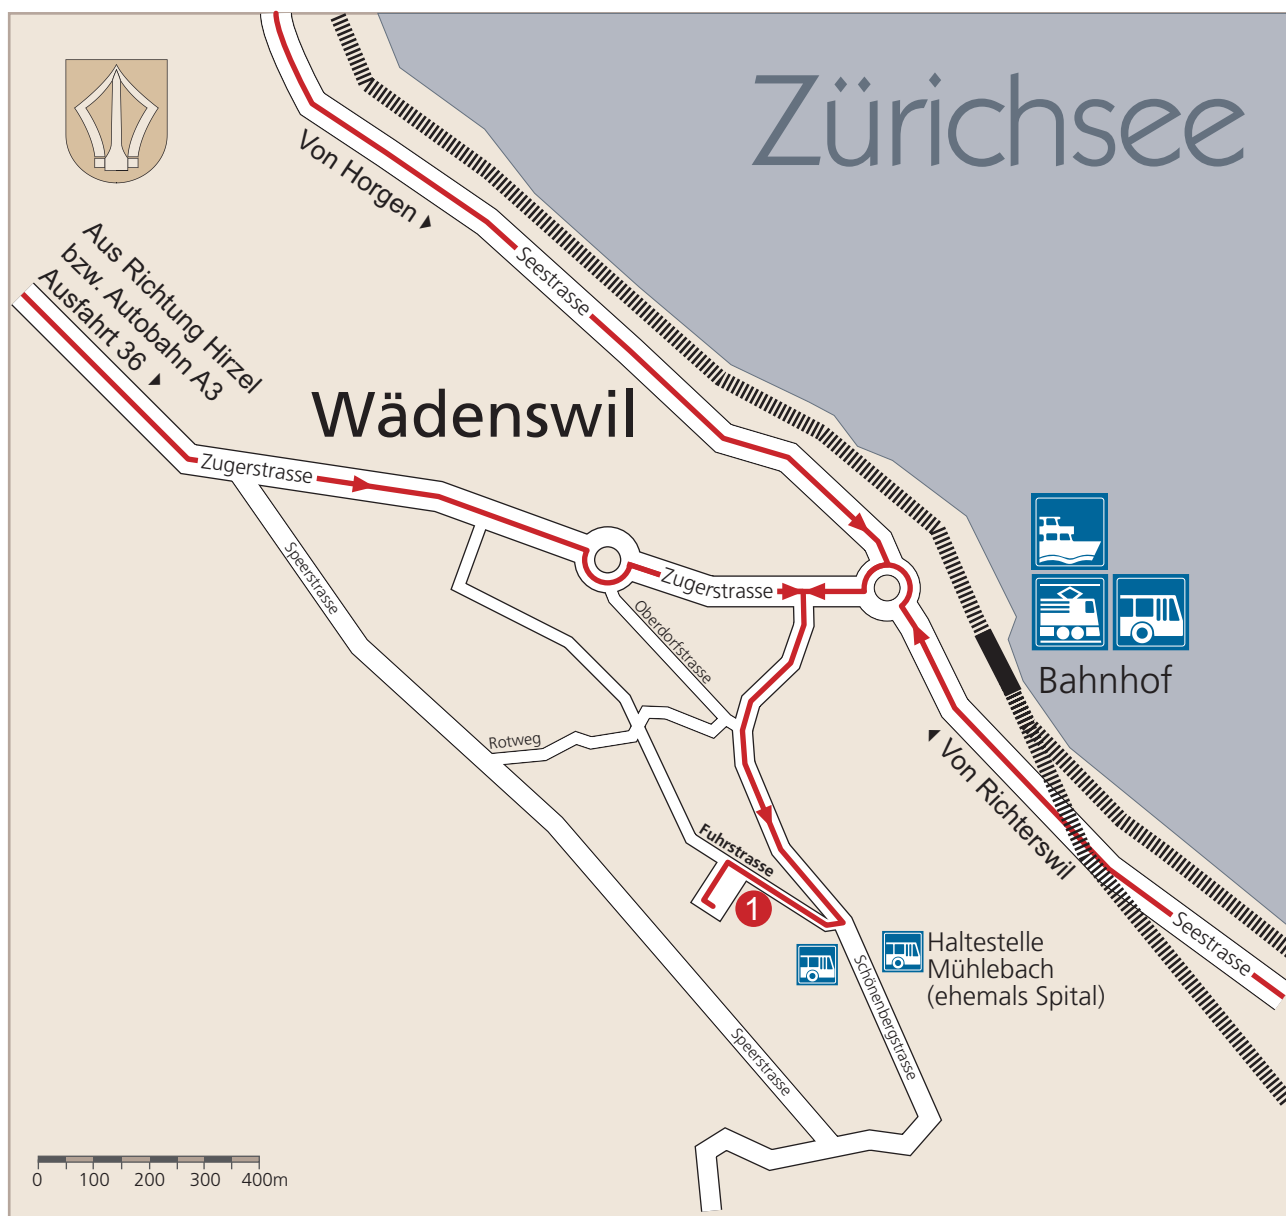 Zürichsee
Von Horgen
Seestrasse
Aus Richtung Hirzel
bzw. Autobahn A3
Ausfahrt 36
Wädenswil
Zugerstrasse
Speerstrasse
Zugerstrasse
Oberdorfstrasse
Bahnhof
Rotweg
Von Richterswil
Fuhrstrasse
1
Seestrasse
Haltestelle
Mühlebach
(ehemals Spital)
Schönenbergstrasse
Speerstrasse
0 100 200 300 400m